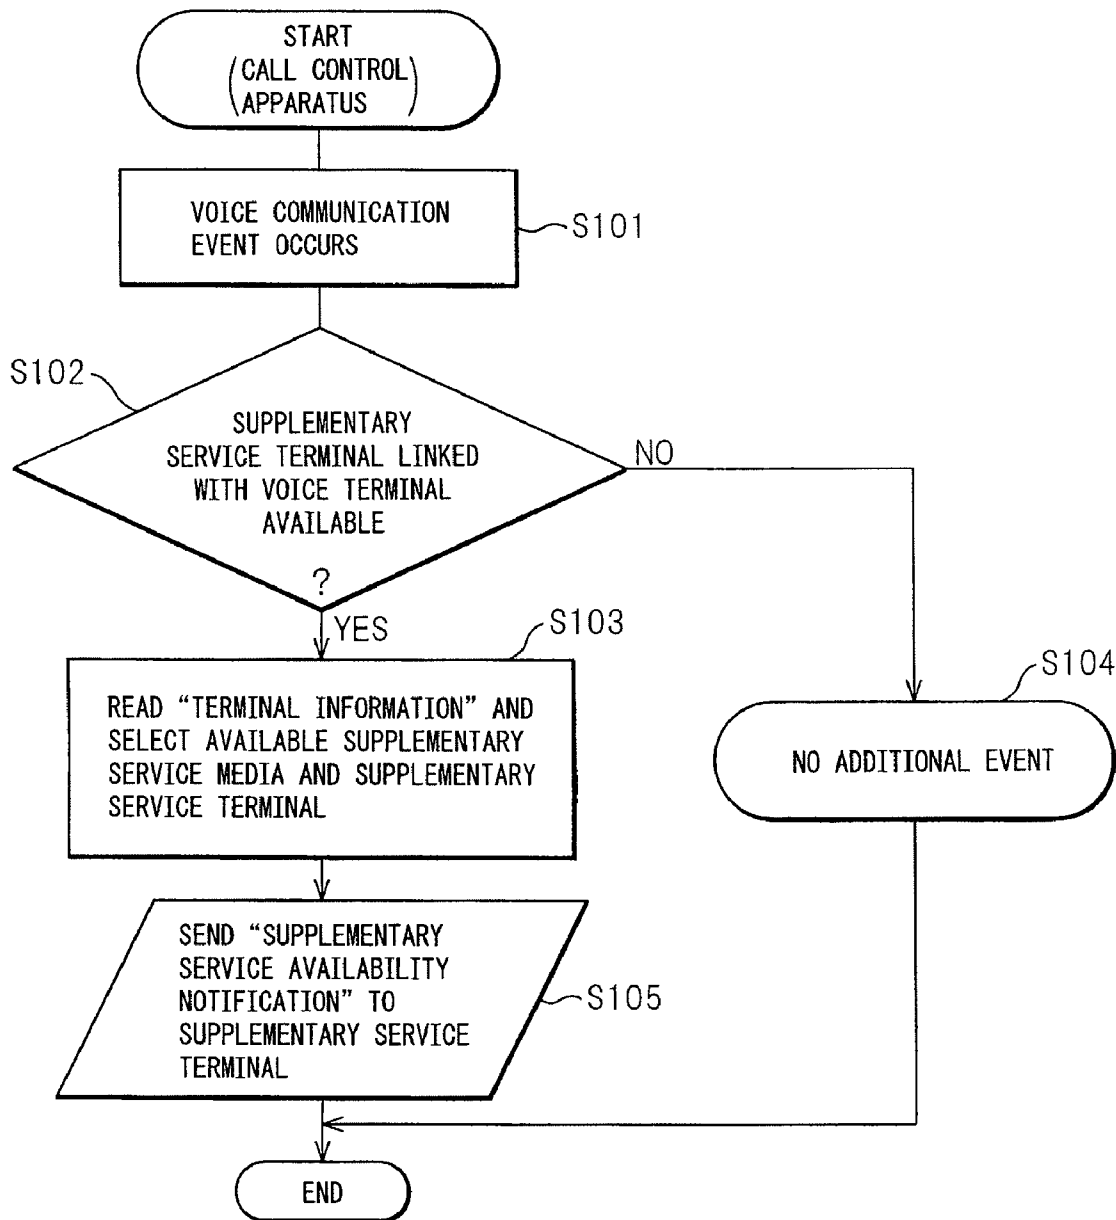 START
(CALL CONTROL
APPARATUS)
VOICE COMMUNICATION
EVENT OCCURS
S101
S102
SUPPLEMENTARY
SERVICE TERMINAL LINKED
WITH VOICE TERMINAL
AVAILABLE
?
NO
YES
S103
READ “TERMINAL INFORMATION” AND
SELECT AVAILABLE SUPPLEMENTARY
SERVICE MEDIA AND SUPPLEMENTARY
SERVICE TERMINAL
S104
NO ADDITIONAL EVENT
SEND “SUPPLEMENTARY
SERVICE AVAILABILITY
NOTIFICATION” TO
SUPPLEMENTARY SERVICE
TERMINAL
S105
END